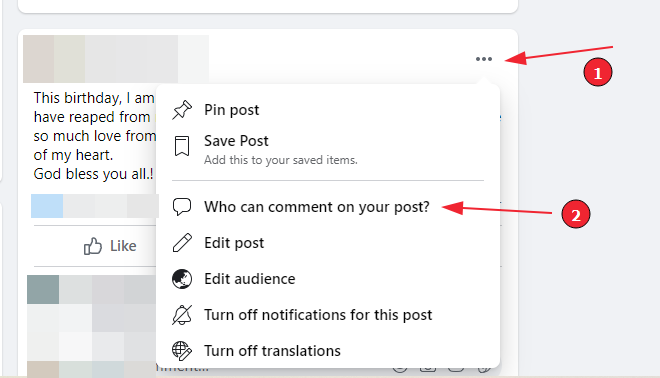 1
This birthday, I am
have reaped from
so much love from
of my heart.
God bless you all.!
Like
Pin post
Save Post
Add this to your saved items.
Who can comment on your post?
2
Edit post
Edit audience
Turn off notifications for this post
Turn off translations